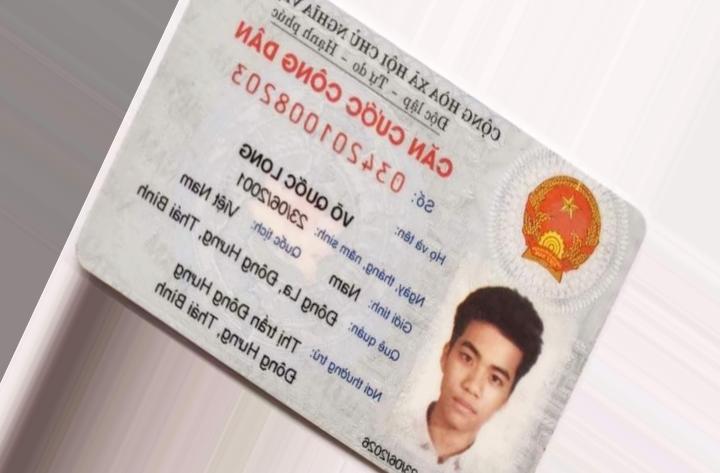 CỘNG HÒA XÃ HỘI CHỦ NGHĨA
Độc lập - Tự do - Hạnh phúc
CĂN CƯỚC CÔNG DÂN
Số: 034201008203
Họ và tên: VÕ QUỐC LONG
Ngày, tháng, năm sinh: 23/06/2001
Giới tính: Nam Quốc tịch: Việt Nam
Quê quán: Đông La, Đông Hưng, Thái Bình
Nơi thường trú: Thị trấn Đông Hưng
Đông Hưng, Thái Bình
23/06/2026